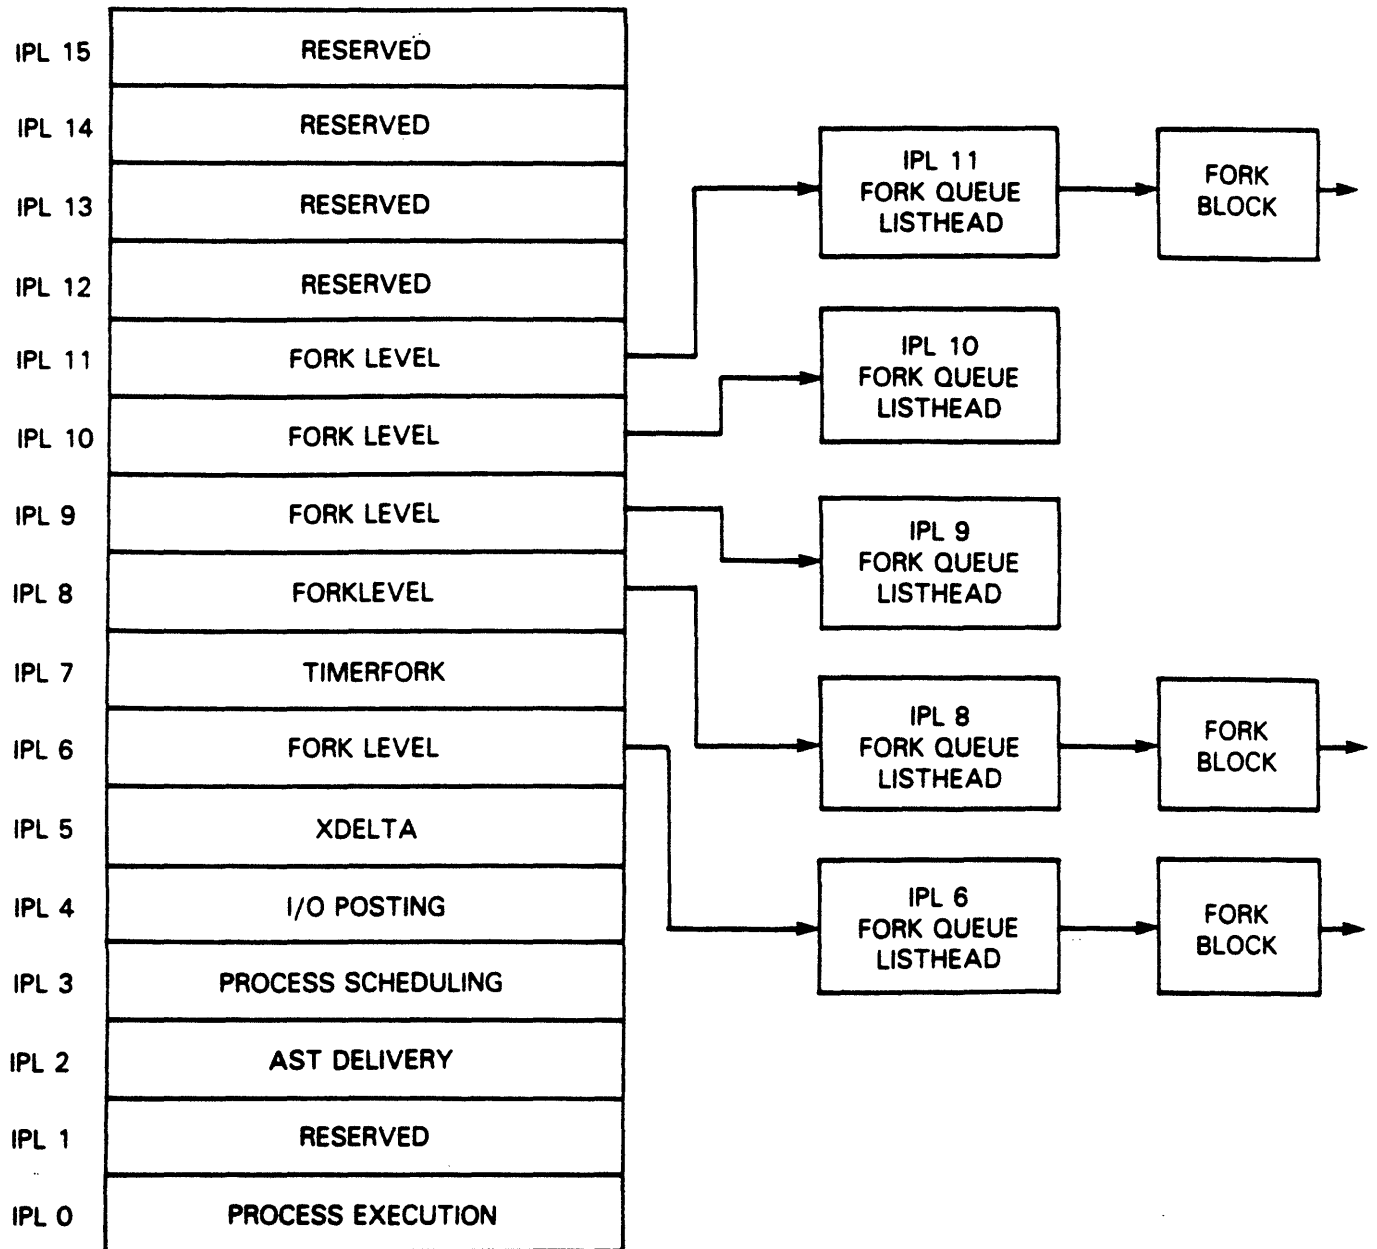 IPL 15 RESERVED
IPL 14 RESERVED
IPL 13 RESERVED
IPL 12 RESERVED
IPL 11 FORK LEVEL
IPL 10 FORK LEVEL
IPL 9 FORK LEVEL
IPL 8 FORKLEVEL
IPL 7 TIMERFORK
IPL 6 FORK LEVEL
IPL 5 XDELTA
IPL 4 I/O POSTING
IPL 3 PROCESS SCHEDULING
IPL 2 AST DELIVERY
IPL 1 RESERVED
IPL 0 PROCESS EXECUTION
IPL 11
FORK QUEUE
LISTHEAD
FORK
BLOCK
IPL 10
FORK QUEUE
LISTHEAD
IPL 9
FORK QUEUE
LISTHEAD
IPL 8
FORK QUEUE
LISTHEAD
FORK
BLOCK
IPL 6
FORK QUEUE
LISTHEAD
FORK
BLOCK